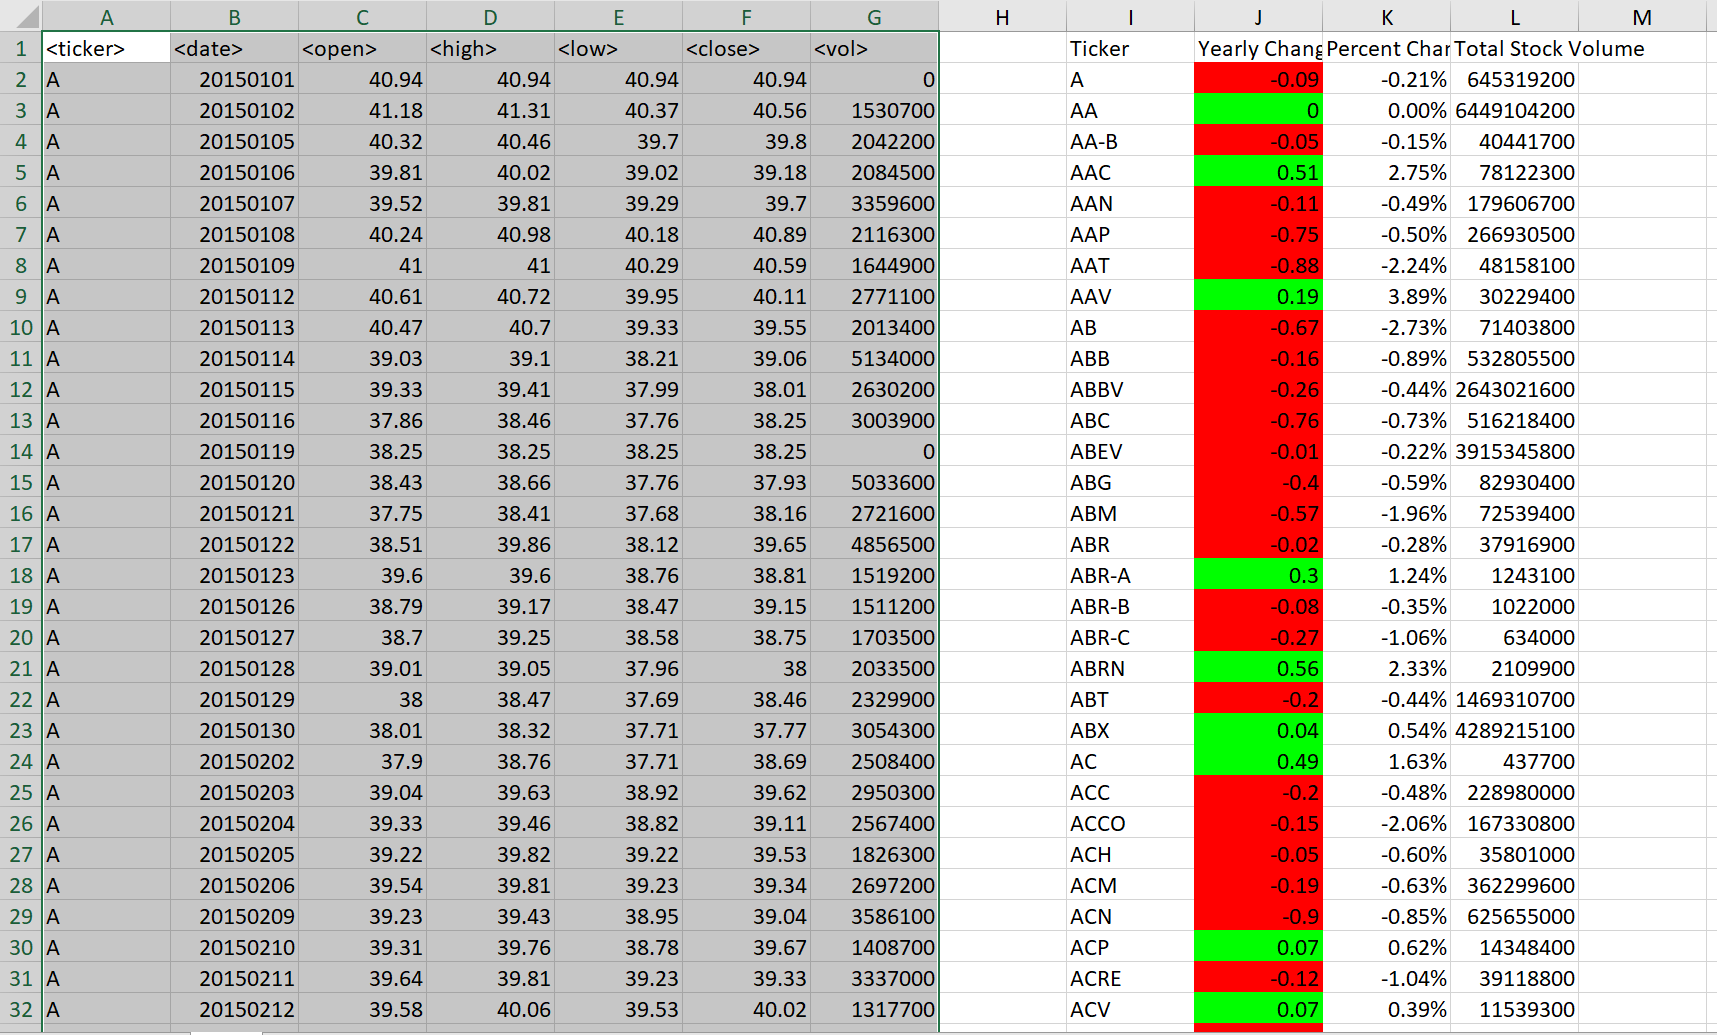 A B C D E F G H I J K L M
1 <ticker> <date> <open> <high> <low> <close> <vol> Ticker Yearly Chang Percent Char Total Stock Volume
2 A 20150101 40.94 40.94 40.94 40.94 0 A -0.09 -0.21% 645319200
3 A 20150102 41.18 41.31 40.37 40.56 1530700 AA 0 0.00% 6449104200
4 A 20150105 40.32 40.46 39.7 39.8 2042200 AA-B -0.05 -0.15% 40441700
5 A 20150106 39.81 40.02 39.02 39.18 2084500 AAC 0.51 2.75% 78122300
6 A 20150107 39.52 39.81 39.29 39.7 3359600 AAN -0.11 -0.49% 179606700
7 A 20150108 40.24 40.98 40.18 40.89 2116300 AAP -0.75 -0.50% 266930500
8 A 20150109 41 41 40.29 40.59 1644900 AAT -0.88 -2.24% 48158100
9 A 20150112 40.61 40.72 39.95 40.11 2771100 AAV 0.19 3.89% 30229400
10 A 20150113 40.47 40.7 39.33 39.55 2013400 AB -0.67 -2.73% 71403800
11 A 20150114 39.03 39.1 38.21 39.06 5134000 ABB -0.16 -0.89% 532805500
12 A 20150115 39.33 39.41 37.99 38.01 2630200 ABBV -0.26 -0.44% 2643021600
13 A 20150116 37.86 38.46 37.76 38.25 3003900 ABC -0.76 -0.73% 516218400
14 A 20150119 38.25 38.25 38.25 38.25 0 ABEV -0.01 -0.22% 3915345800
15 A 20150120 38.43 38.66 37.76 37.93 5033600 ABG -0.4 -0.59% 82930400
16 A 20150121 37.75 38.41 37.68 38.16 2721600 ABM -0.57 -1.96% 72539400
17 A 20150122 38.51 39.86 38.12 39.65 4856500 ABR -0.02 -0.28% 37916900
18 A 20150123 39.6 39.6 38.76 38.81 1519200 ABR-A 0.3 1.24% 1243100
19 A 20150126 38.79 39.17 38.47 39.15 1511200 ABR-B -0.08 -0.35% 1022000
20 A 20150127 38.7 39.25 38.58 38.75 1703500 ABR-C -0.27 -1.06% 634000
21 A 20150128 39.01 39.05 37.96 38 2033500 ABRN 0.56 2.33% 2109900
22 A 20150129 38 38.47 37.69 38.46 2329900 ABT -0.2 -0.44% 1469310700
23 A 20150130 38.01 38.32 37.71 37.77 3054300 ABX 0.04 0.54% 4289215100
24 A 20150202 37.9 38.76 37.71 38.69 2508400 AC 0.49 1.63% 437700
25 A 20150203 39.04 39.63 38.92 39.62 2950300 ACC -0.2 -0.48% 228980000
26 A 20150204 39.33 39.46 38.82 39.11 2567400 ACCO -0.15 -2.06% 167330800
27 A 20150205 39.22 39.82 39.22 39.53 1826300 ACH -0.05 -0.60% 35801000
28 A 20150206 39.54 39.81 39.23 39.34 2697200 ACM -0.19 -0.63% 362299600
29 A 20150209 39.23 39.43 38.95 39.04 3586100 ACN -0.9 -0.85% 625655000
30 A 20150210 39.31 39.76 38.78 39.67 1408700 ACP 0.07 0.62% 14348400
31 A 20150211 39.64 39.81 39.23 39.33 3337000 ACRE -0.12 -1.04% 39118800
32 A 20150212 39.58 40.06 39.53 40.02 1317700 ACV 0.07 0.39% 11539300